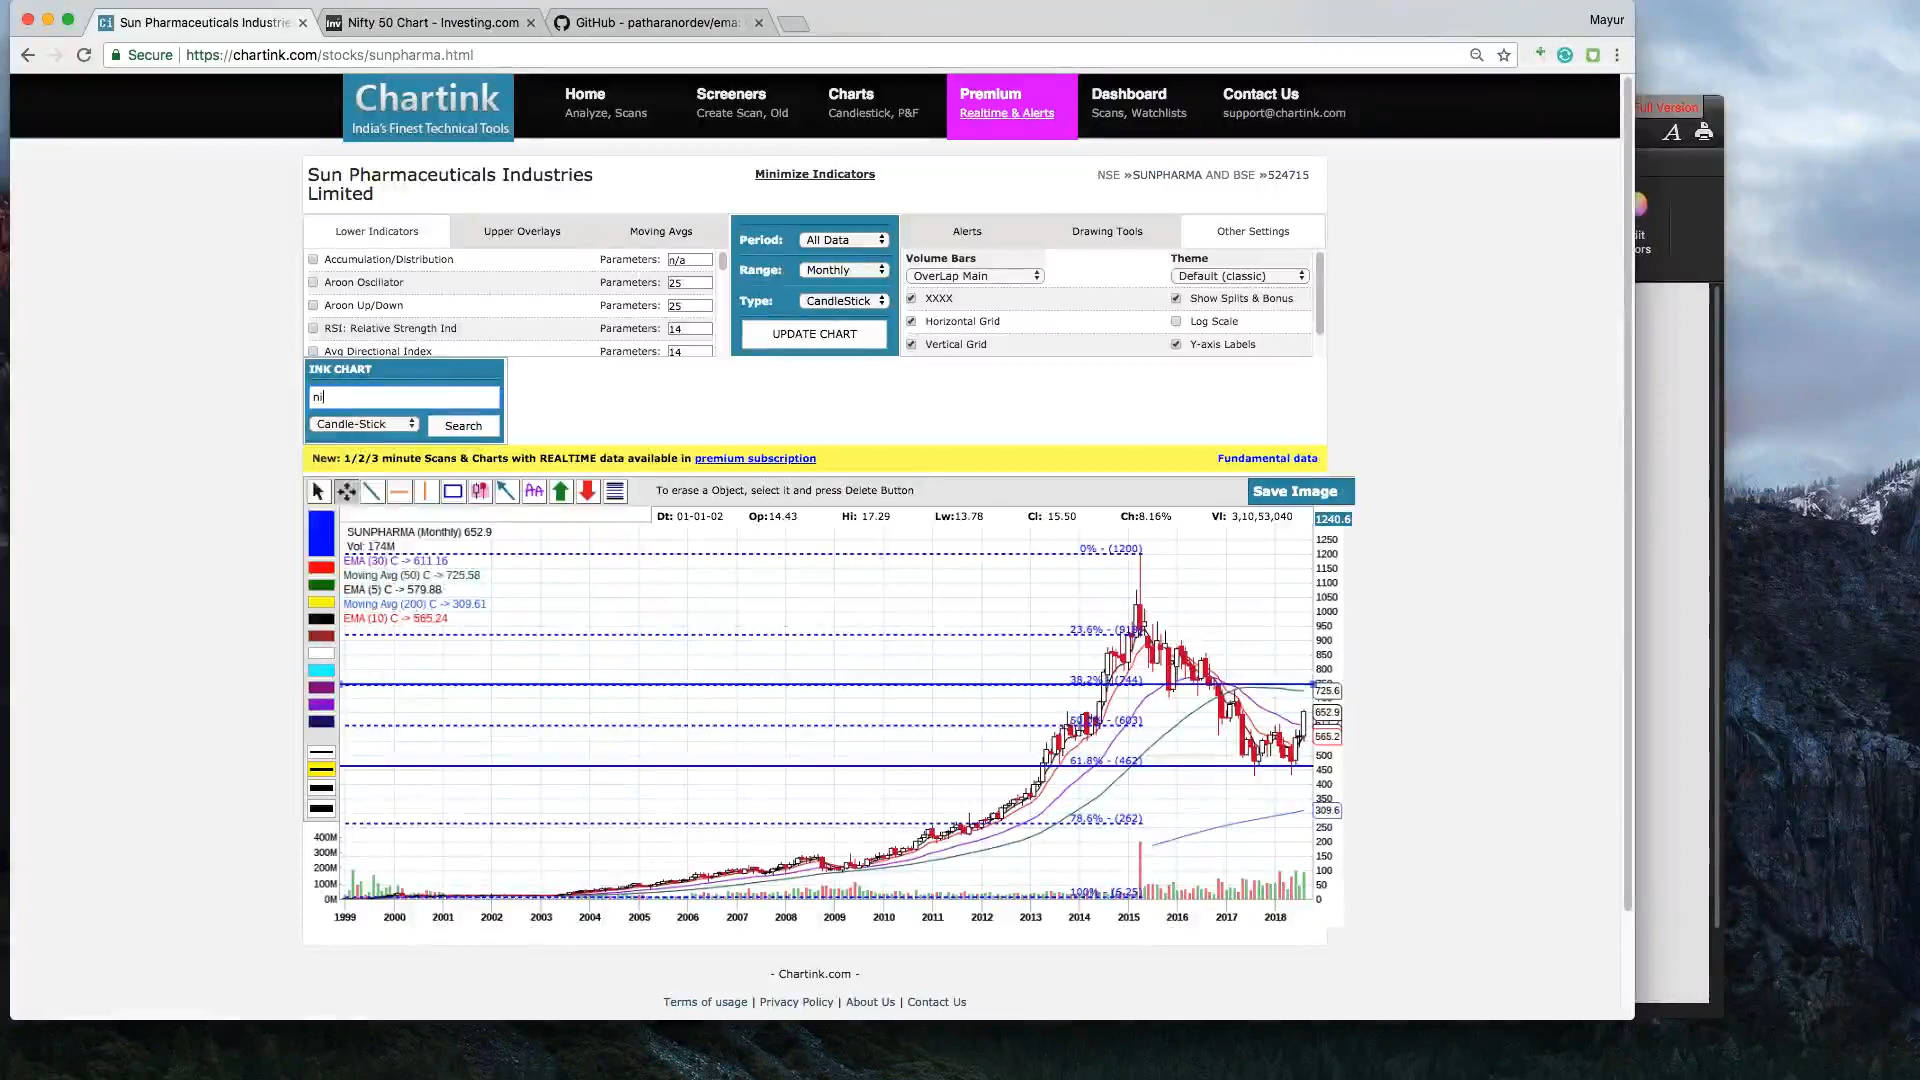 Sun Pharmaceuticals Industrie
Nifty 50 Chart - Investing.com
GitHub - patharanordev/ema:
Mayur
Secure
https://chartink.com/stocks/sunpharma.html
Chartink
India's Finest Technical Tools
Home
Analyze, Scans
Screeners
Create Scan, Old
Charts
Candlestick, P&F
Premium
Realtime & Alerts
Dashboard
Scans, Watchlists
Contact Us
support@chartink.com
Full Version
A
Sun Pharmaceuticals Industries
Limited
Minimize Indicators
NSE »SUNPHARMA AND BSE »524715
Lower Indicators
Upper Overlays
Moving Avgs
Accumulation/Distribution Parameters: n/a
Aroon Oscillator Parameters: 25
Aroon Up/Down Parameters: 25
RSI: Relative Strength Ind Parameters: 14
Avg Directional Index Parameters: 14
Period: All Data
Range: Monthly
Type: CandleStick
UPDATE CHART
Alerts
Drawing Tools
Other Settings
Volume Bars
OverLap Main
Theme
Default (classic)
XXXX
Show Splits & Bonus
Horizontal Grid
Log Scale
Vertical Grid
Y-axis Labels
INK CHART
ni
Candle-Stick
Search
New: 1/2/3 minute Scans & Charts with REALTIME data available in premium subscription
Fundamental data
To erase a Object, select it and press Delete Button
Save Image
Dt: 01-01-02 Op:14.43 Hi: 17.29 Lw:13.78 Cl: 15.50 Ch:8.16% Vl: 3,10,53,040
1240.6
SUNPHARMA (Monthly) 652.9
Vol: 174M
EMA (30) C -> 611.16
Moving Avg (50) C -> 725.58
EMA (5) C -> 579.88
Moving Avg (200) C -> 309.61
EMA (10) C -> 565.24
0% - (1200)
38.2% - (744)
61.8% - (462)
78.6% - (262)
100% - (5.25)
1250
1200
1150
1100
1050
1000
950
900
850
800
725.6
652.9
565.2
500
450
400
350
309.6
250
200
150
100
50
0
400M
300M
200M
100M
0M
1999 2000 2001 2002 2003 2004 2005 2006 2007 2008 2009 2010 2011 2012 2013 2014 2015 2016 2017 2018
- Chartink.com -
Terms of usage | Privacy Policy | About Us | Contact Us